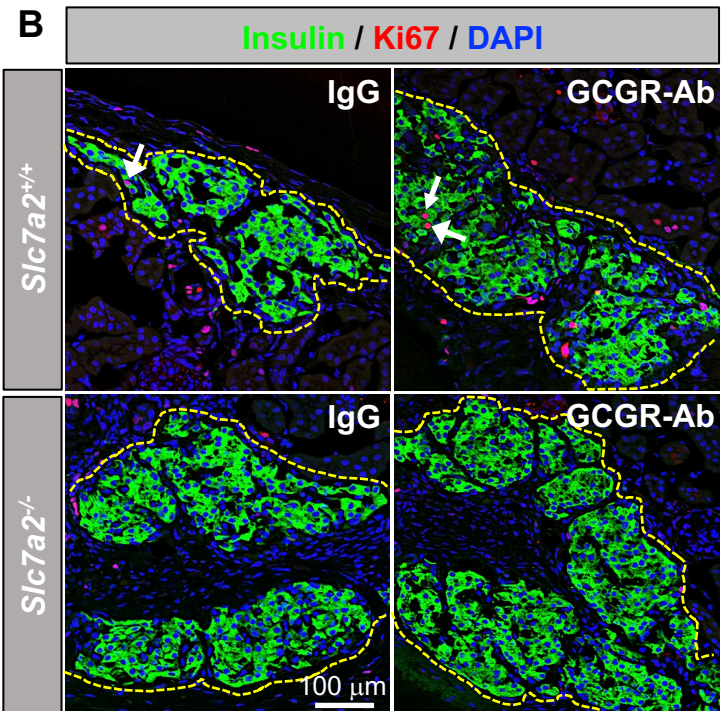 B
Insulin / Ki67 / DAPI
IgG
GCGR-Ab
Slc7a2+/+
IgG
GCGR-Ab
Slc7a2-/-
100 μm